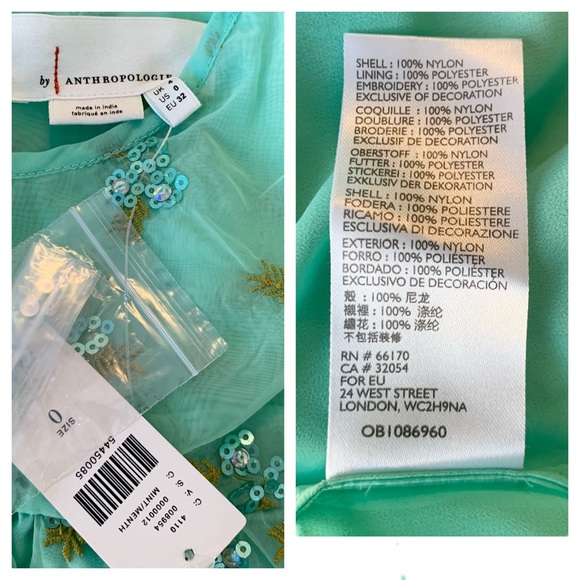 by ANTHROPOLOGIE
made in india
fabriqué en inde
UK
US 0
EU 32
SIZE
0
54450085
C: 4110
V: 008954
S: 0000012
C: MINT/MENTH
SHELL : 100% NYLON
LINING : 100% POLYESTER
EMBROIDERY : 100% POLYESTER
EXCLUSIVE OF DECORATION
COQUILLE : 100% NYLON
DOUBLURE : 100% POLYESTER
BRODERIE : 100% POLYESTER
EXCLUSIF DE DECORATION
OBERSTOFF : 100% NYLON
FUTTER : 100% POLYESTER
STICKEREI : 100% POLYESTER
EXKLUSIV DER DEKORATION
SHELL : 100% NYLON
FODERA : 100% POLIESTERE
RICAMO : 100% POLIESTERE
ESCLUSIVA DI DECORAZIONE
EXTERIOR : 100% NYLON
FORRO : 100% POLIÉSTER
BORDADO : 100% POLIÉSTER
EXCLUSIVO DE DECORACIÓN
殼 : 100% 尼龙
襯裡 : 100% 涤纶
繡花 : 100% 涤纶
不包括装修
RN # 66170
CA # 32054
FOR EU
24 WEST STREET
LONDON, WC2H9NA
OB1086960